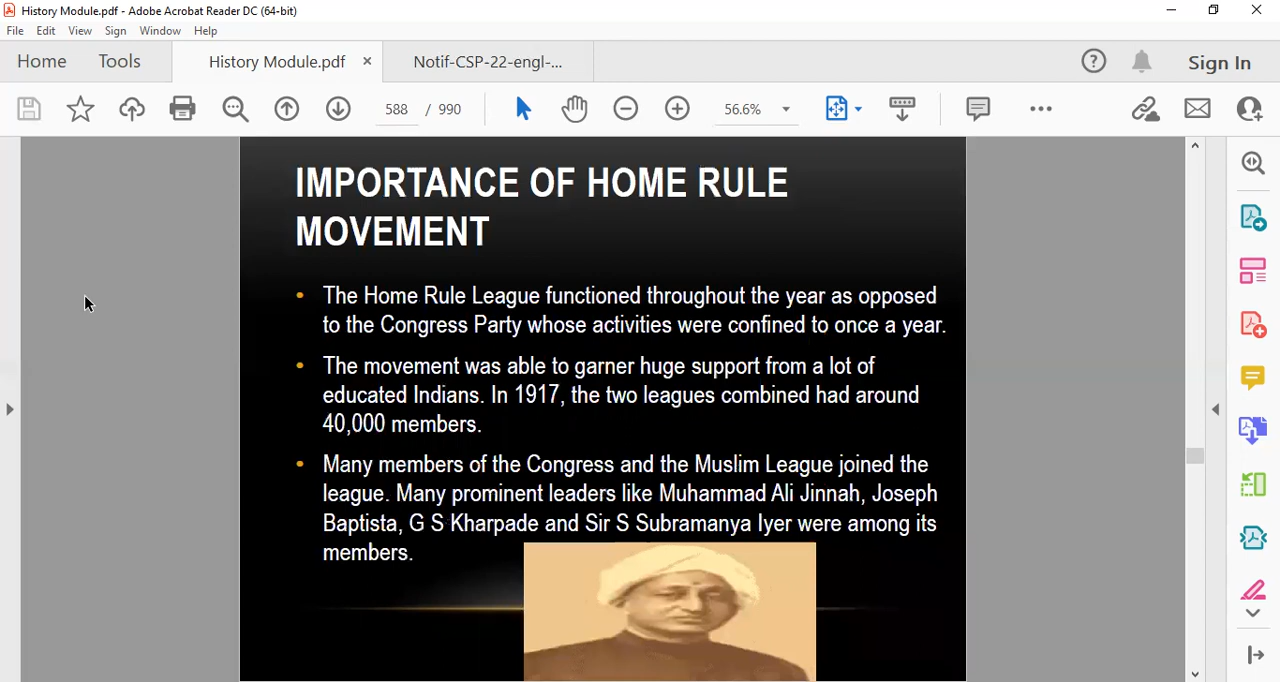 History Module.pdf - Adobe Acrobat Reader DC (64-bit)
File Edit View Sign Window Help
Home Tools History Module.pdf × Notif-CSP-22-engl-... Sign In
588 / 990 56.6%
IMPORTANCE OF HOME RULE
MOVEMENT
• The Home Rule League functioned throughout the year as opposed
to the Congress Party whose activities were confined to once a year.
• The movement was able to garner huge support from a lot of
educated Indians. In 1917, the two leagues combined had around
40,000 members.
• Many members of the Congress and the Muslim League joined the
league. Many prominent leaders like Muhammad Ali Jinnah, Joseph
Baptista, G S Kharpade and Sir S Subramanya Iyer were among its
members.